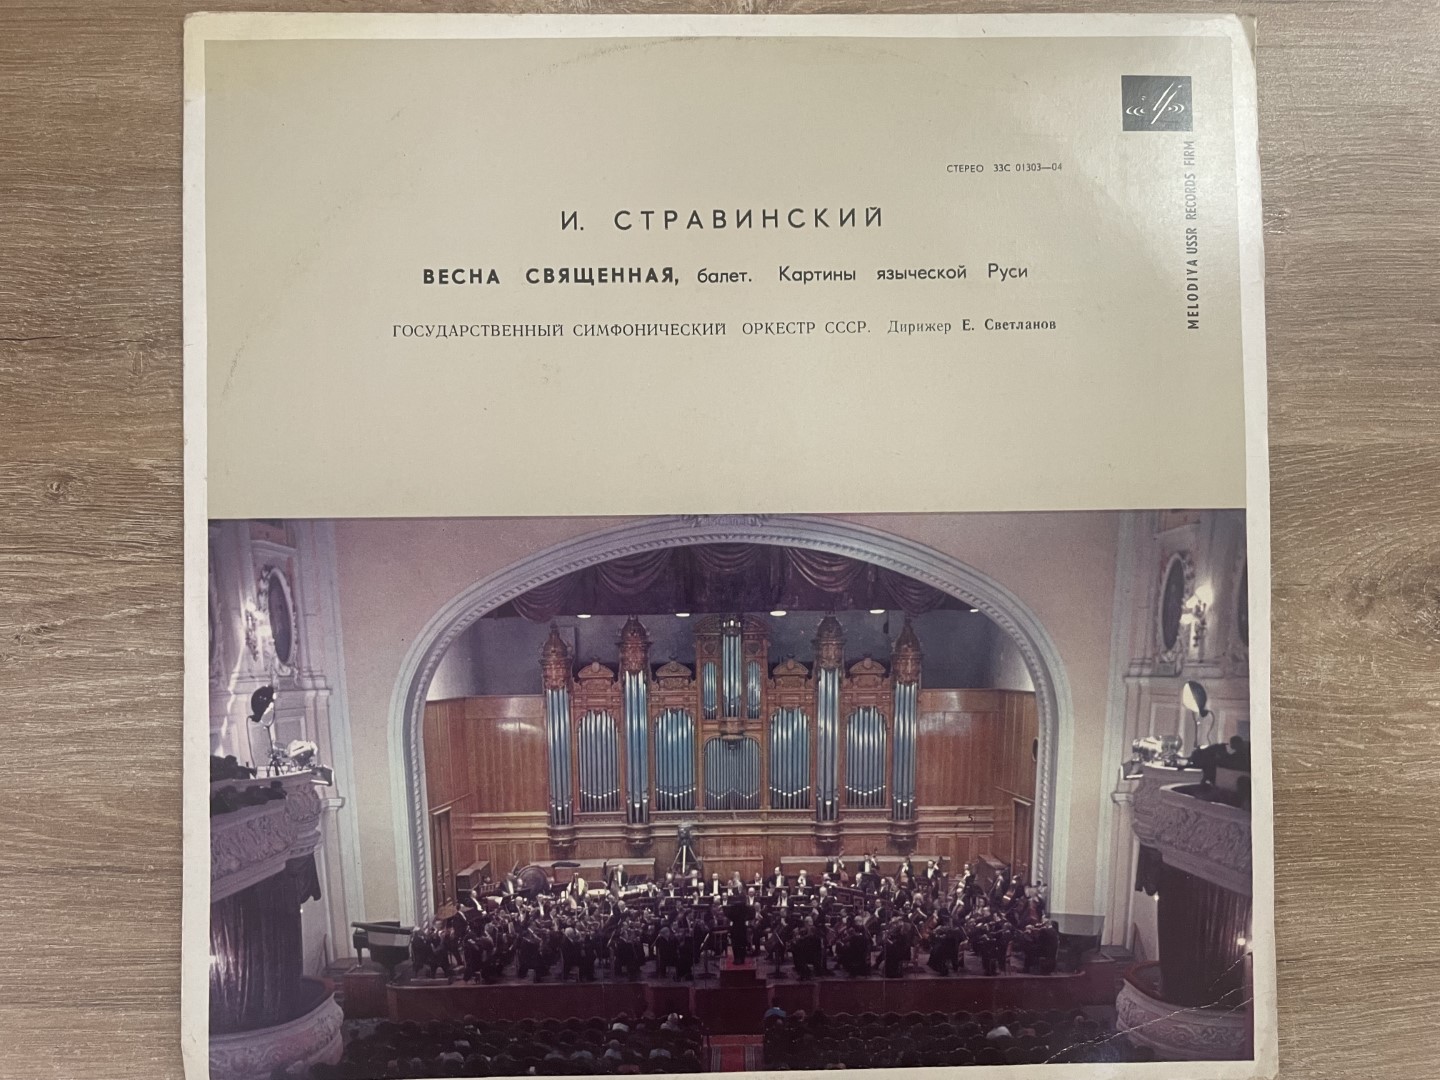 СТЕРЕО 33С 01303—04
И. СТРАВИНСКИЙ
ВЕСНА СВЯЩЕННАЯ, балет. Картины языческой Руси
ГОСУДАРСТВЕННЫЙ СИМФОНИЧЕСКИЙ ОРКЕСТР СССР. Дирижер Е. Светланов
MELODIYA USSR RECORDS FIRM